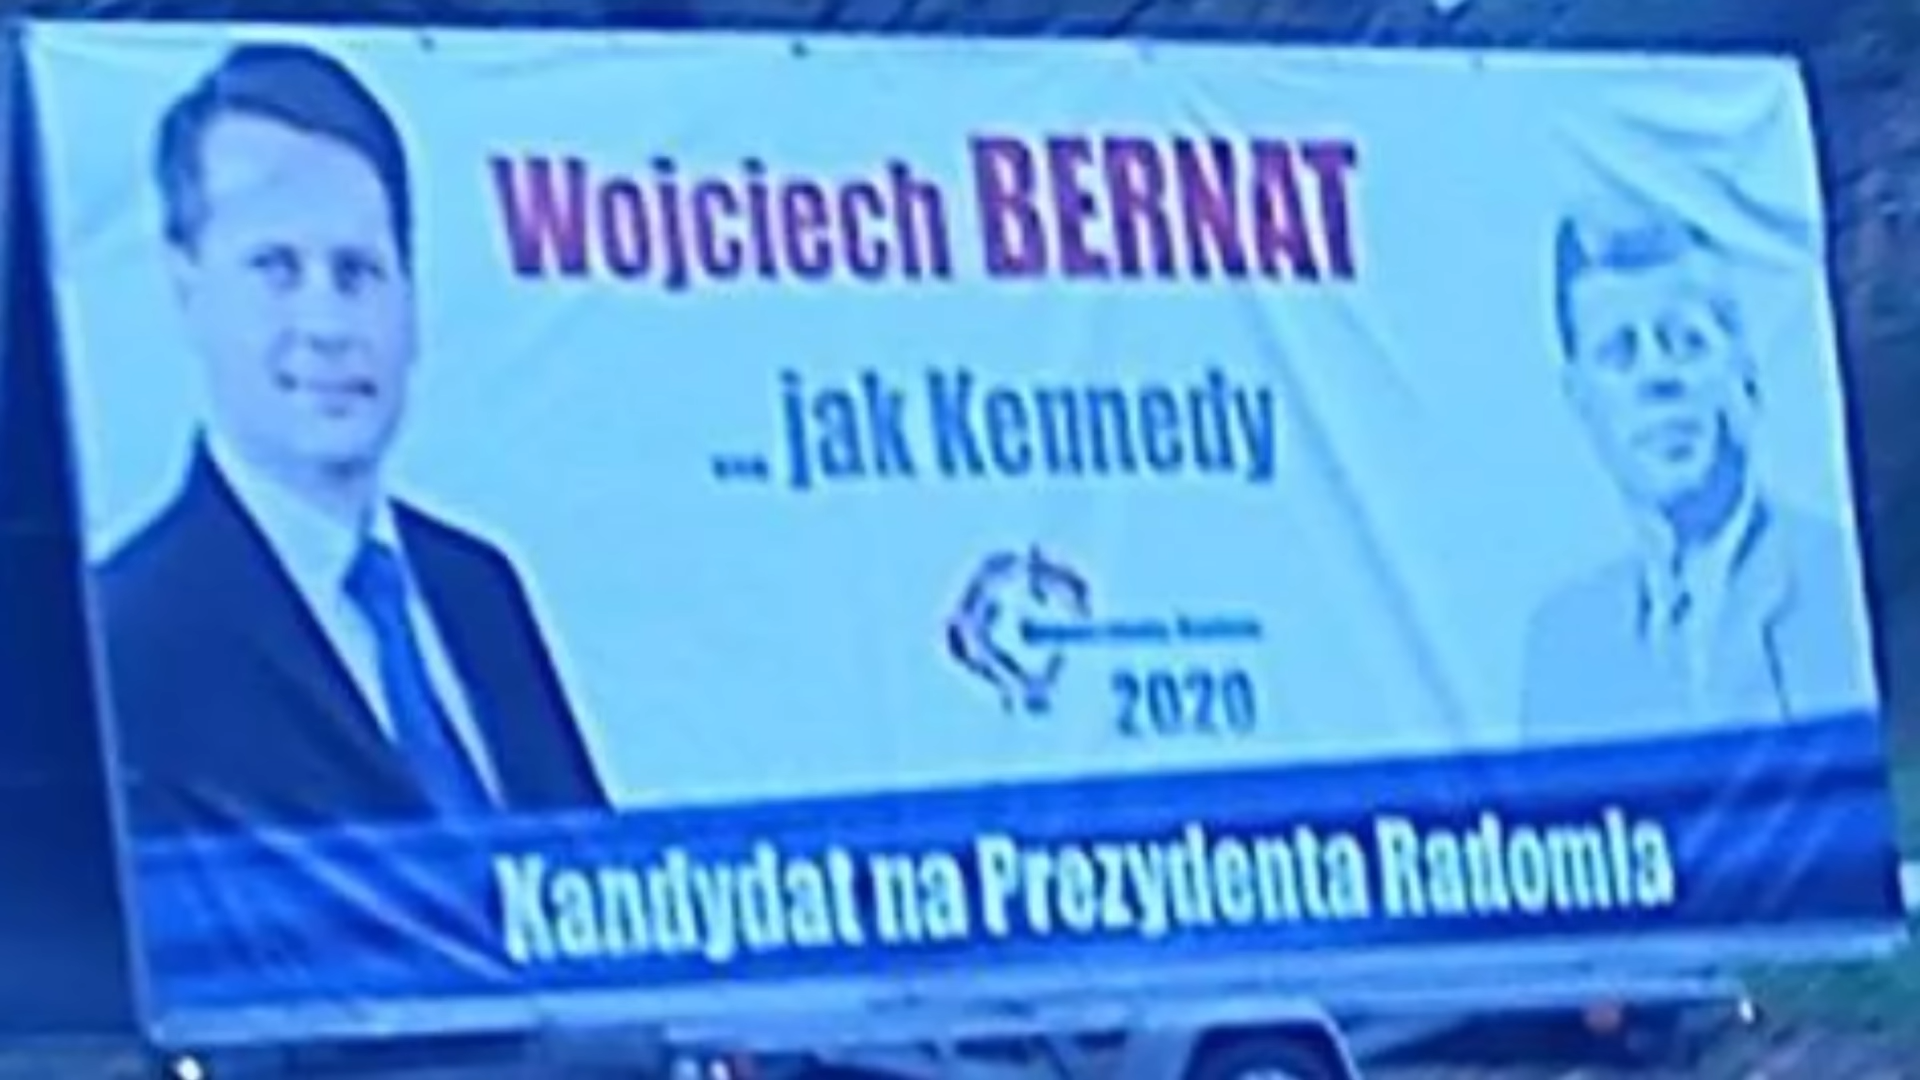 Wojciech BERNAT
... jak Kennedy
2020
Kandydat na Prezydenta Radomia